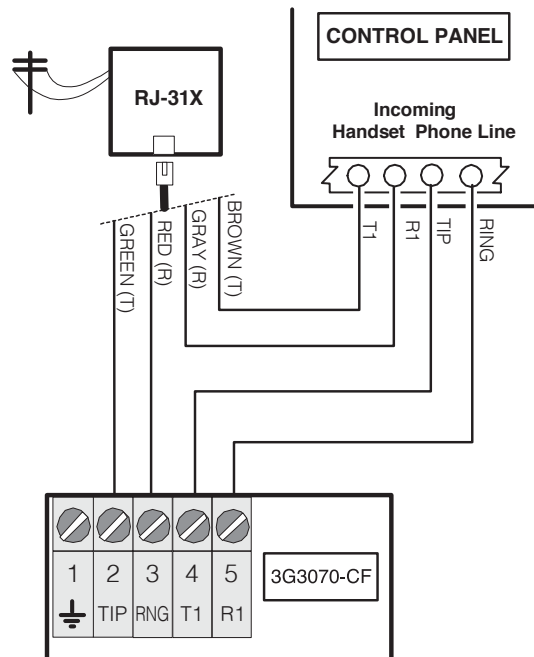 CONTROL PANEL
RJ-31X
Incoming
Handset Phone Line
GREEN (T)
RED (R)
GRAY (R)
BROWN (T)
T1
R1
TIP
RING
1 2 3 4 5
TIP RNG T1 R1
3G3070-CF